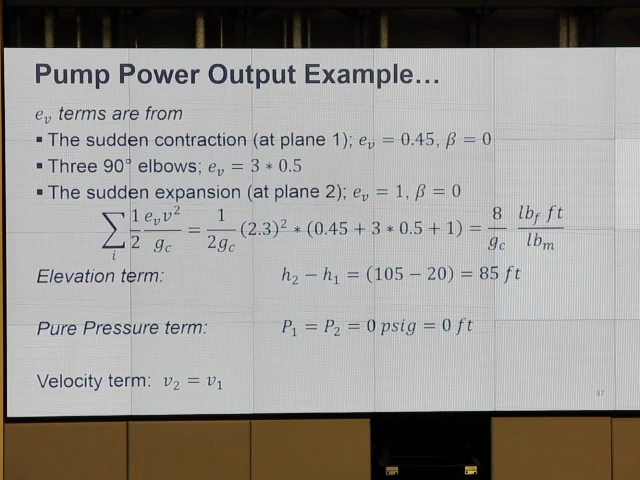 Pump Power Output Example…
e_v terms are from
▪ The sudden contraction (at plane 1); e_v = 0.45, β = 0
▪ Three 90° elbows; e_v = 3 * 0.5
▪ The sudden expansion (at plane 2); e_v = 1, β = 0
∑_i 1/2 e_v v²/g_c = 1/(2g_c) (2.3)² * (0.45 + 3 * 0.5 + 1) = 8/g_c lb_f ft/lb_m
Elevation term: h₂ − h₁ = (105 − 20) = 85 ft
Pure Pressure term: P₁ = P₂ = 0 psig = 0 ft
Velocity term: v₂ = v₁
37